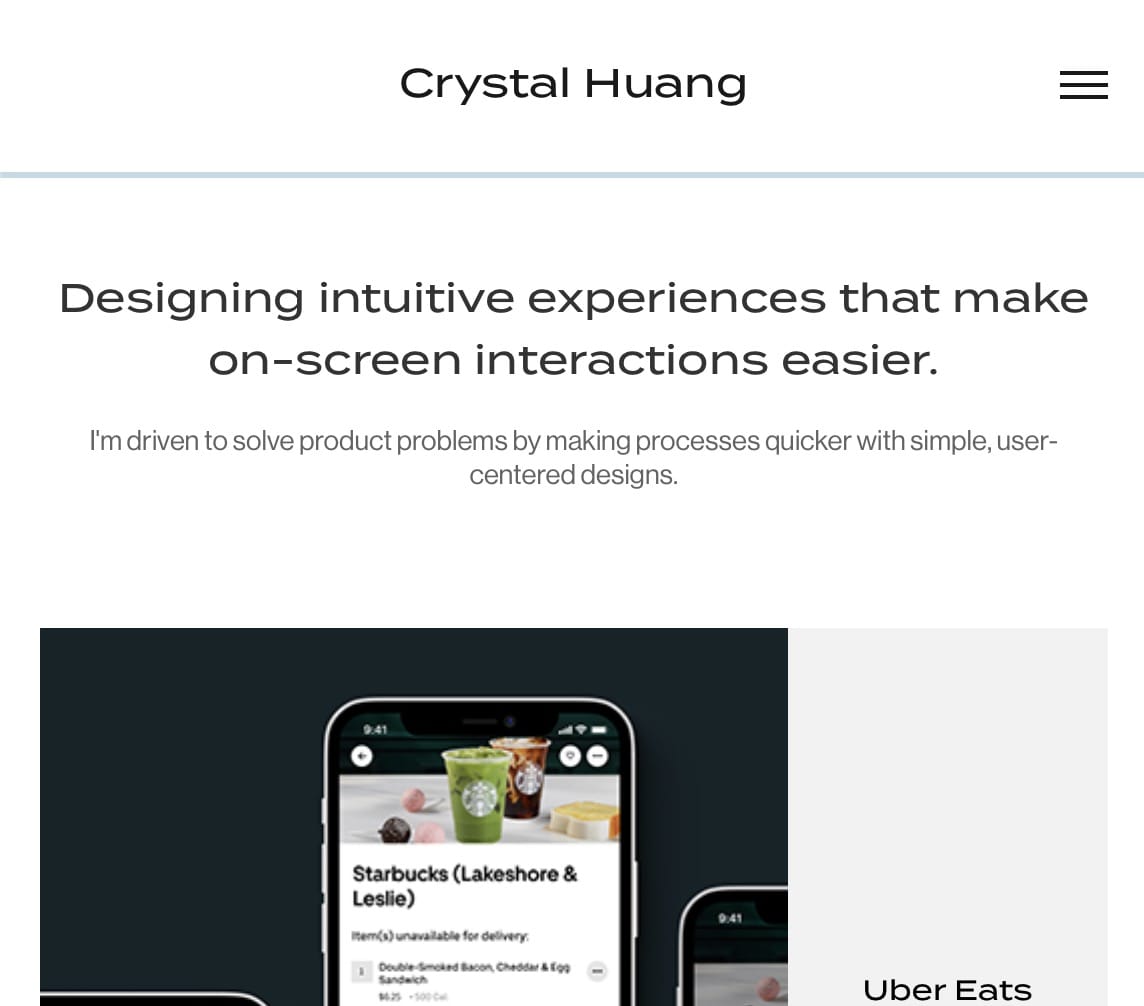 Crystal Huang
Designing intuitive experiences that make
on-screen interactions easier.
I'm driven to solve product problems by making processes quicker with simple, user-
centered designs.
9:41
Starbucks (Lakeshore &
Leslie)
Item(s) unavailable for delivery:
1 Double-Smoked Bacon, Cheddar & Egg
Sandwich
$6.25 • 500 Cal.
9:41
Uber Eats